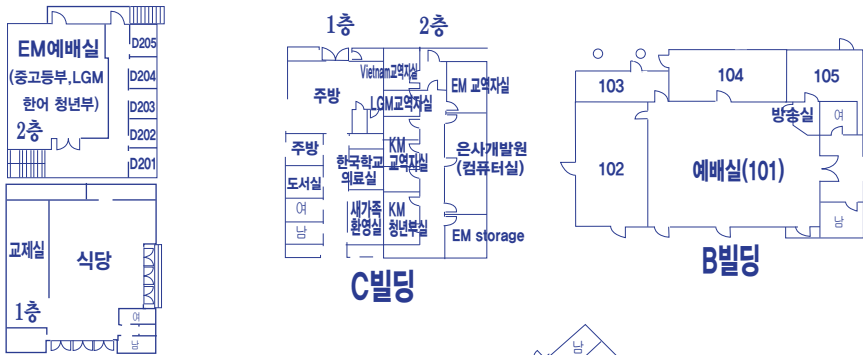 EM예배실
(중고등부,LGM
한어 청년부)
2층
D205
D204
D203
D202
D201
교제실
식당
1층
여
남
1층
2층
주방
Vietnam교역자실
EM 교역자실
LGM교역자실
주방
한국학교
의료실
KM
교역자실
은사개발원
(컴퓨터실)
도서실
여
남
새가족
환영실
KM
청년부실
EM storage
C빌딩
103
104
105
방송실
여
102
예배실(101)
남
B빌딩
남